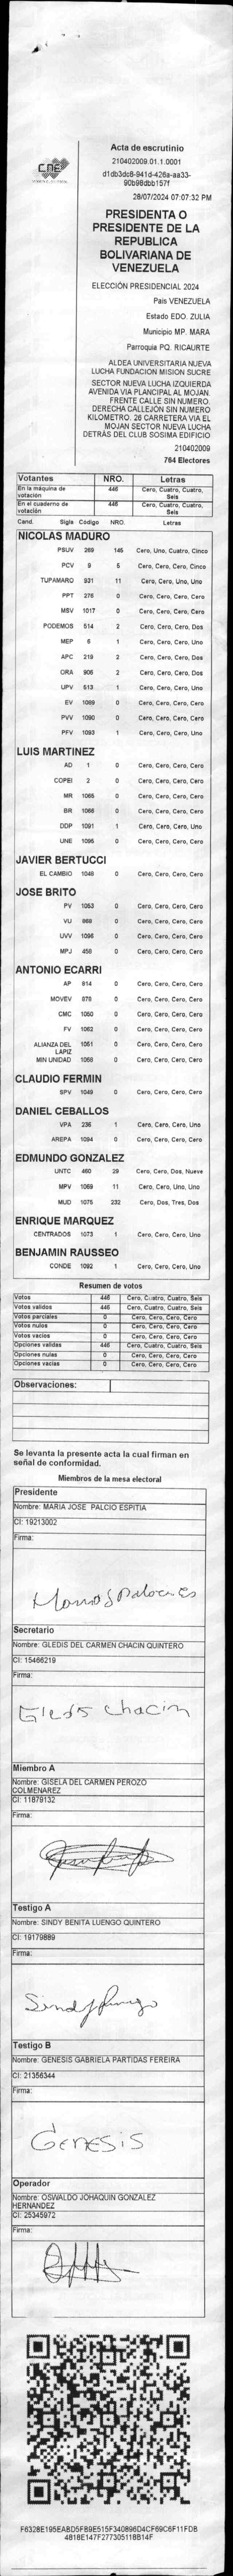 CNE
Acta de escrutinio
210402009.01.1.0001
d1db3dc8-941d-426a-aa33-
90b98dbb157f
28/07/2024 07:07:32 PM
PRESIDENTA O
PRESIDENTE DE LA
REPUBLICA
BOLIVARIANA DE
VENEZUELA
ELECCIÓN PRESIDENCIAL 2024
País VENEZUELA
Estado EDO. ZULIA
Municipio MP. MARA
Parroquia PQ. RICAURTE
ALDEA UNIVERSITARIA NUEVA
LUCHA FUNDACION MISION SUCRE
SECTOR NUEVA LUCHA IZQUIERDA
AVENIDA VIA PLANCIPAL AL MOJAN.
FRENTE CALLE SIN NUMERO.
DERECHA CALLEJÓN SIN NUMERO
KILOMETRO. 26 CARRETERA VIA EL
MOJAN SECTOR NUEVA LUCHA
DETRÁS DEL CLUB SOSIMA EDIFICIO
210402009
764 Electores
Votantes NRO. Letras
En la máquina de votación 446 Cero, Cuatro, Cuatro, Seis
En el cuaderno de votación 446 Cero, Cuatro, Cuatro, Seis
Cand. Sigla Código NRO. Letras
NICOLAS MADURO
PSUV 269 145 Cero, Uno, Cuatro, Cinco
PCV 9 5 Cero, Cero, Cero, Cinco
TUPAMARO 931 11 Cero, Cero, Uno, Uno
PPT 276 0 Cero, Cero, Cero, Cero
MSV 1017 0 Cero, Cero, Cero, Cero
PODEMOS 514 2 Cero, Cero, Cero, Dos
MEP 6 1 Cero, Cero, Cero, Uno
APC 219 2 Cero, Cero, Cero, Dos
ORA 906 2 Cero, Cero, Cero, Dos
UPV 513 1 Cero, Cero, Cero, Uno
EV 1089 0 Cero, Cero, Cero, Cero
PVV 1090 0 Cero, Cero, Cero, Cero
PFV 1093 1 Cero, Cero, Cero, Uno
LUIS MARTINEZ
AD 1 0 Cero, Cero, Cero, Cero
COPEI 2 0 Cero, Cero, Cero, Cero
MR 1065 0 Cero, Cero, Cero, Cero
BR 1066 0 Cero, Cero, Cero, Cero
DDP 1091 1 Cero, Cero, Cero, Uno
UNE 1095 0 Cero, Cero, Cero, Cero
JAVIER BERTUCCI
EL CAMBIO 1048 0 Cero, Cero, Cero, Cero
JOSE BRITO
PV 1053 0 Cero, Cero, Cero, Cero
VU 868 0 Cero, Cero, Cero, Cero
UVV 1096 0 Cero, Cero, Cero, Cero
MPJ 458 0 Cero, Cero, Cero, Cero
ANTONIO ECARRI
AP 814 0 Cero, Cero, Cero, Cero
MOVEV 878 0 Cero, Cero, Cero, Cero
CMC 1050 0 Cero, Cero, Cero, Cero
FV 1062 0 Cero, Cero, Cero, Cero
ALIANZA DEL LAPIZ 1051 0 Cero, Cero, Cero, Cero
MIN UNIDAD 1058 0 Cero, Cero, Cero, Cero
CLAUDIO FERMIN
SPV 1049 0 Cero, Cero, Cero, Cero
DANIEL CEBALLOS
VPA 236 1 Cero, Cero, Cero, Uno
AREPA 1094 0 Cero, Cero, Cero, Cero
EDMUNDO GONZALEZ
UNTC 460 29 Cero, Cero, Dos, Nueve
MPV 1069 11 Cero, Cero, Uno, Uno
MUD 1075 232 Cero, Dos, Tres, Dos
ENRIQUE MARQUEZ
CENTRADOS 1073 1 Cero, Cero, Cero, Uno
BENJAMIN RAUSSEO
CONDE 1092 1 Cero, Cero, Cero, Uno
Resumen de votos
Votos 446 Cero, Cuatro, Cuatro, Seis
Votos validos 446 Cero, Cuatro, Cuatro, Seis
Votos parciales 0 Cero, Cero, Cero, Cero
Votos nulos 0 Cero, Cero, Cero, Cero
Votos vacíos 0 Cero, Cero, Cero, Cero
Opciones validas 446 Cero, Cuatro, Cuatro, Seis
Opciones nulas 0 Cero, Cero, Cero, Cero
Opciones vacías 0 Cero, Cero, Cero, Cero
Observaciones:
Se levanta la presente acta la cual firman en
señal de conformidad.
Miembros de la mesa electoral
Presidente
Nombre: MARIA JOSE PALCIO ESPITIA
CI: 19213002
Firma:
Secretario
Nombre: GLEDIS DEL CARMEN CHACIN QUINTERO
CI: 15466219
Firma:
Gledis chacin
Miembro A
Nombre: GISELA DEL CARMEN PEROZO
COLMENAREZ
CI: 11879132
Firma:
Testigo A
Nombre: SINDY BENITA LUENGO QUINTERO
CI: 19179889
Firma:
Testigo B
Nombre: GENESIS GABRIELA PARTIDAS FEREIRA
CI: 21356344
Firma:
GENESIS
Operador
Nombre: OSWALDO JOHAQUIN GONZALEZ
HERNANDEZ
CI: 25345972
Firma:
F6328E195EABD5FB9E515F340896D4CF69C6F11FDB
4818E147F277305118B14F